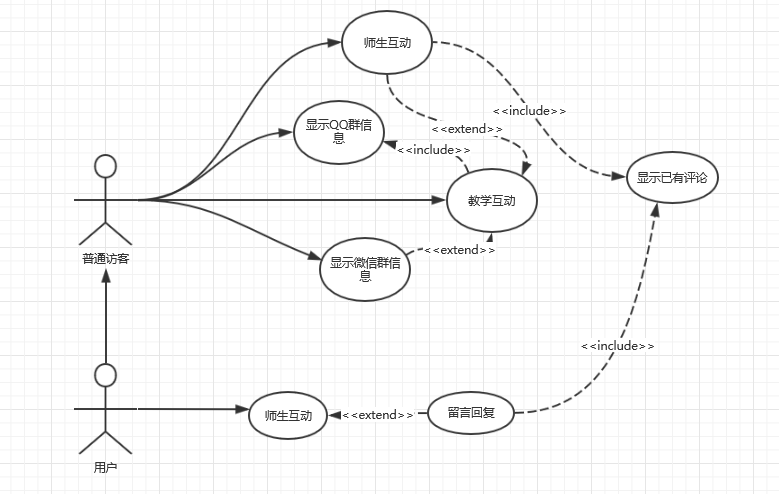 师生互动
<<include>>
<<extend>>
显示QQ群信
息
<<include>>
显示已有评论
教学互动
普通访客
<<extend>>
显示微信群信
息
<<include>>
师生互动
<<extend>>
留言回复
用户